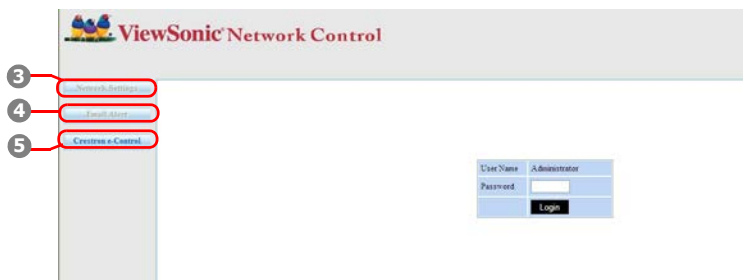 ViewSonic® Network Control
3
Network Settings
4
Email Alert
5
Crestron e-Control
User Name Administrator
Password
Login